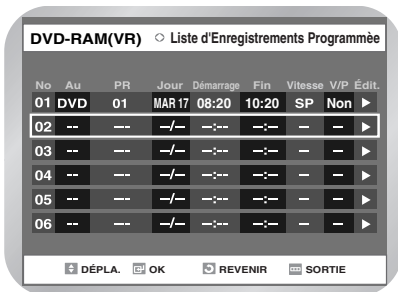 DVD-RAM(VR) Liste d'Enregistrements Programmèe
No Au PR Jour Démarrage Fin Vitesse V/P Édit.
01 DVD 01 MAR 17 08:20 10:20 SP Non ►
02 -- —- —/— —:-- —:— — — ►
03 -- —- —/— —:-- —:— — — ►
04 -- —- —/— —:-- —:— — — ►
05 -- —- —/— —:-- —:— — — ►
06 -- —- —/— —:-- —:— — — ►
DÉPLA. OK REVENIR SORTIE